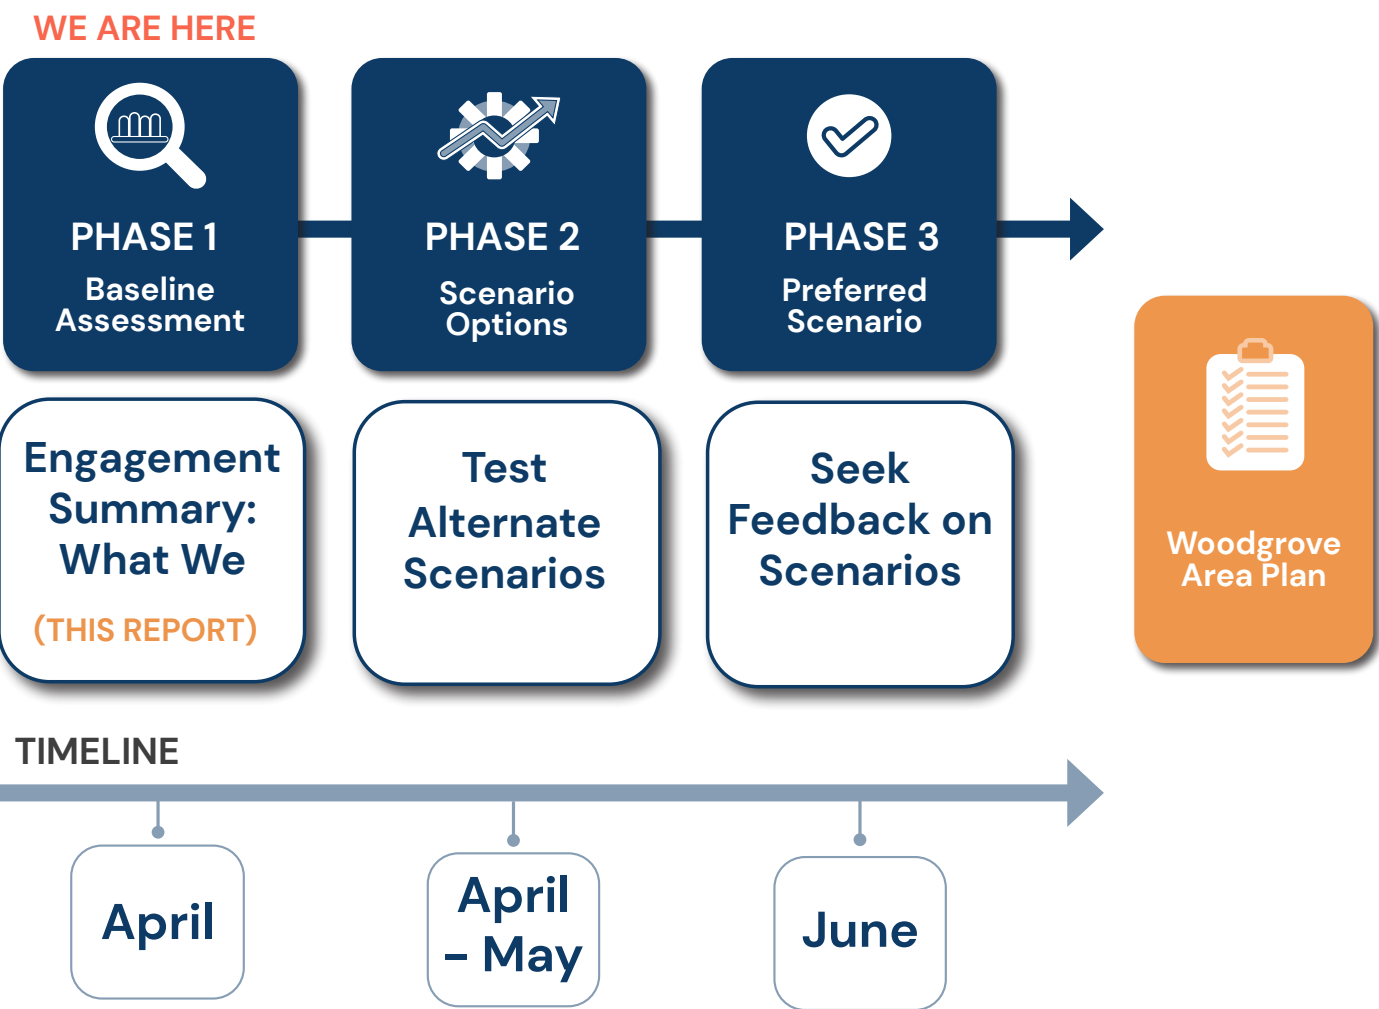 WE ARE HERE
PHASE 1
Baseline
Assessment
PHASE 2
Scenario
Options
PHASE 3
Preferred
Scenario
Engagement
Summary:
What We
(THIS REPORT)
Test
Alternate
Scenarios
Seek
Feedback on
Scenarios
Woodgrove
Area Plan
TIMELINE
April
April
- May
June